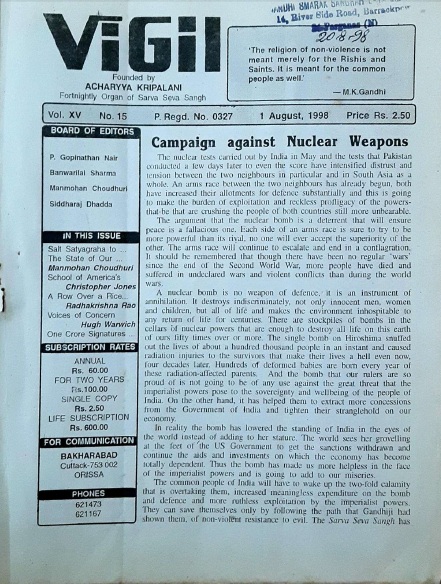 GANDHI SMARAK
14, River Side Road, Barrackpore
20-8-98
ViGil
Founded by
ACHARYYA KRIPALANI
Fortnightly Organ of Sarva Seva Sangh
'The religion of non-violence is not
meant merely for the Rishis and
Saints. It is meant for the common
people as well.'
— M.K.Gandhi
Vol. XV No. 15 P. Regd. No. 0327 1 August, 1998 Price Rs. 2.50
BOARD OF EDITORS
P. Gopinathan Nair
Banwarilal Sharma
Manmohan Choudhuri
Siddharaj Dhadda
IN THIS ISSUE
Salt Satyagraha to ...
The State of Our ...
Manmohan Choudhuri
School of America's
Christopher Jones
A Row Over a Rice...
Radhakrishna Rao
Voices of Concern
Hugh Warwich
One Crore Signatures ...
SUBSCRIPTION RATES
ANNUAL
Rs. 60.00
FOR TWO YEARS
Rs.100.00
SINGLE COPY
Rs. 2.50
LIFE SUBSCRIPTION
Rs. 600.00
FOR COMMUNICATION
BAKHARABAD
Cuttack-753 002
ORISSA
PHONES
621473
621167
Campaign against Nuclear Weapons
The nuclear tests carried out by India in May and the tests that Pakistan
conducted a few days later to even the score have intensified distrust and
tension between the two neighbours in particular and in South Asia as a
whole. An arms race between the two neighbours has already begun, both
have increased their allotments for defence substantially and this is going
to make the burden of exploitation and reckless profligacy of the powers-
that-be that are crushing the people of both countries still more unbearable.
The argument that nuclear bomb is a deterrent that will ensure
peace is a fallacious one. Each side of an arms race is sure to try to be
more powerful than its rival, no one will ever accept the superiority of the
other. The arms race will continue to escalate and end in a conflagration.
It should be remembered that though there have been no regular 'wars'
since the end of the Second World War, more people have died and
suffered in undeclared wars and violent conflicts than during the world
wars.
A nuclear bomb is no weapon of defence, it is an instrument of
annihilation. It destroys indiscriminately, not only innocent men, women
and children, but all of life and makes the environment inhospitable to
any return of life for centuries. There are stockpiles of bombs in the
cellars of nuclear powers that are enough to destroy all life on this earth
of ours fifty times over or more. The single bomb on Hiroshima snuffed
out the lives of about a hundred thousand people in an instant and caused
radiation injuries to the survivors that make their lives a hell even now,
four decades later. Hundreds of deformed babies are born every year of
these radiation-affected parents. And the bomb that our rulers are so
proud of is not going to be of any use against the great threat that the
imperialist powers pose to the sovereignty and wellbeing of the people of
India. On the other hand, it has helped them to extract more concessions
from the Government of India and tighten their stranglehold on our
economy.
In reality the bomb has lowered the standing of India in the eyes of
the world instead of adding to her stature. The world sees her grovelling
at the feet of the US Government to get the sanctions withdrawn and
continue the aids and investments on which the economy has become
totally dependent. Thus the bomb has made us more helpless in the face
of the imperialist powers and is going to add to our miseries.
The common people of India will have to wake up the two-fold calamity
that is overtaking them, increased meaningless expenditure on the bomb
and defence and more ruthless exploitation by the imperialist powers.
They can save themselves only by following the path that Gandhiji had
shown them, of non-violent resistance to evil. The Sarva Seva Sangh has